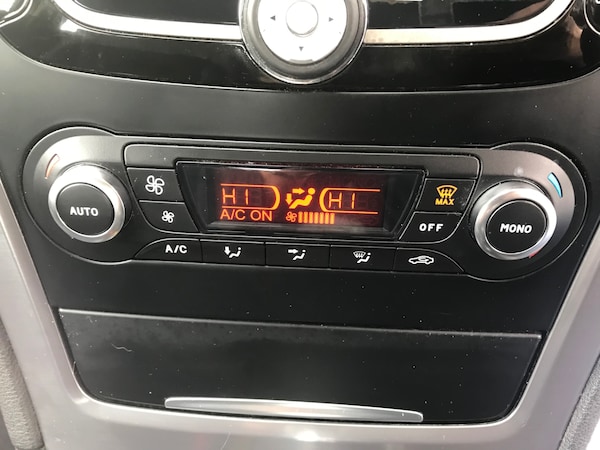 HI HI
MAX
AUTO
A/C ON
OFF
MONO
A/C